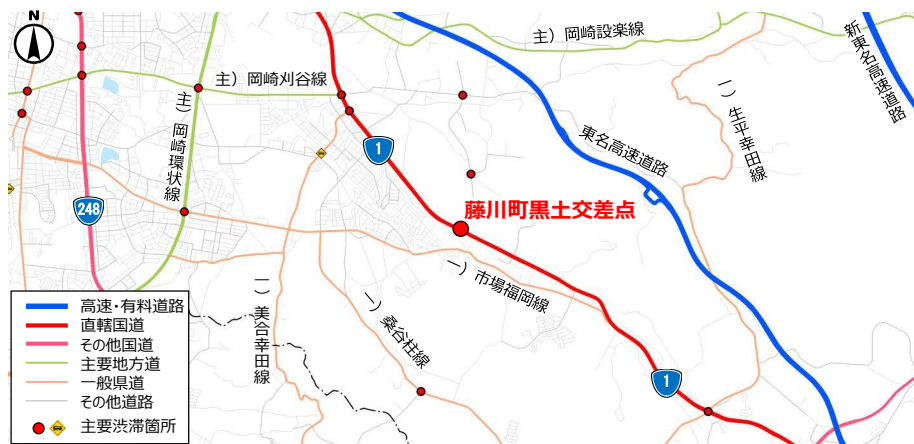 N
主）岡崎設楽線
新東名高速道路
主）岡崎刈谷線
一）生平幸田線
主）岡崎環状線
東名高速道路
1
248
藤川町黒土交差点
一）市場福岡線
一）美合幸田線
一）桑谷柱線
1
高速・有料道路
直轄国道
その他国道
主要地方道
一般県道
その他道路
主要渋滞箇所